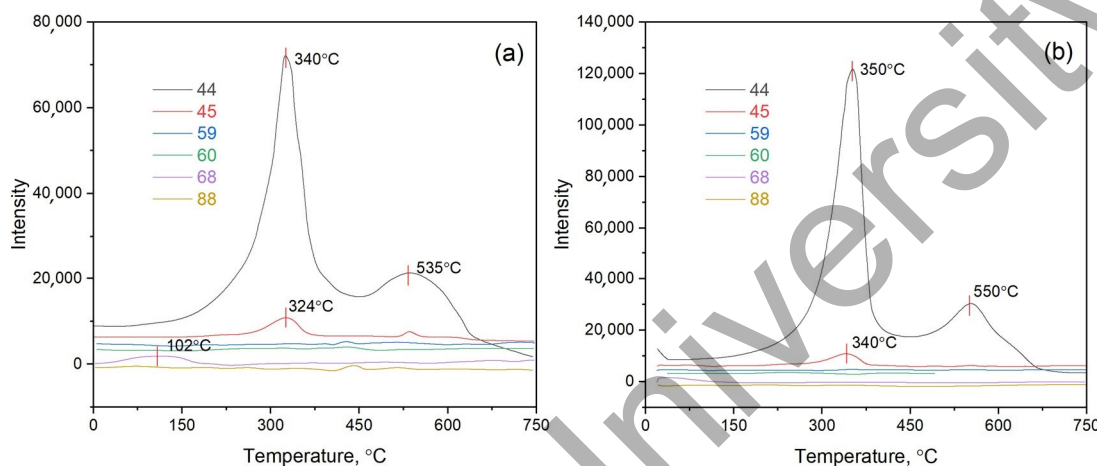 (a)
80,000
60,000
40,000
20,000
0
Intensity
44
45
59
60
68
88
340°C
535°C
324°C
102°C
0 150 300 450 600 750
Temperature, °C
(b)
140,000
120,000
100,000
80,000
60,000
40,000
20,000
0
Intensity
44
45
59
60
68
88
350°C
550°C
340°C
0 150 300 450 600 750
Temperature, °C
University